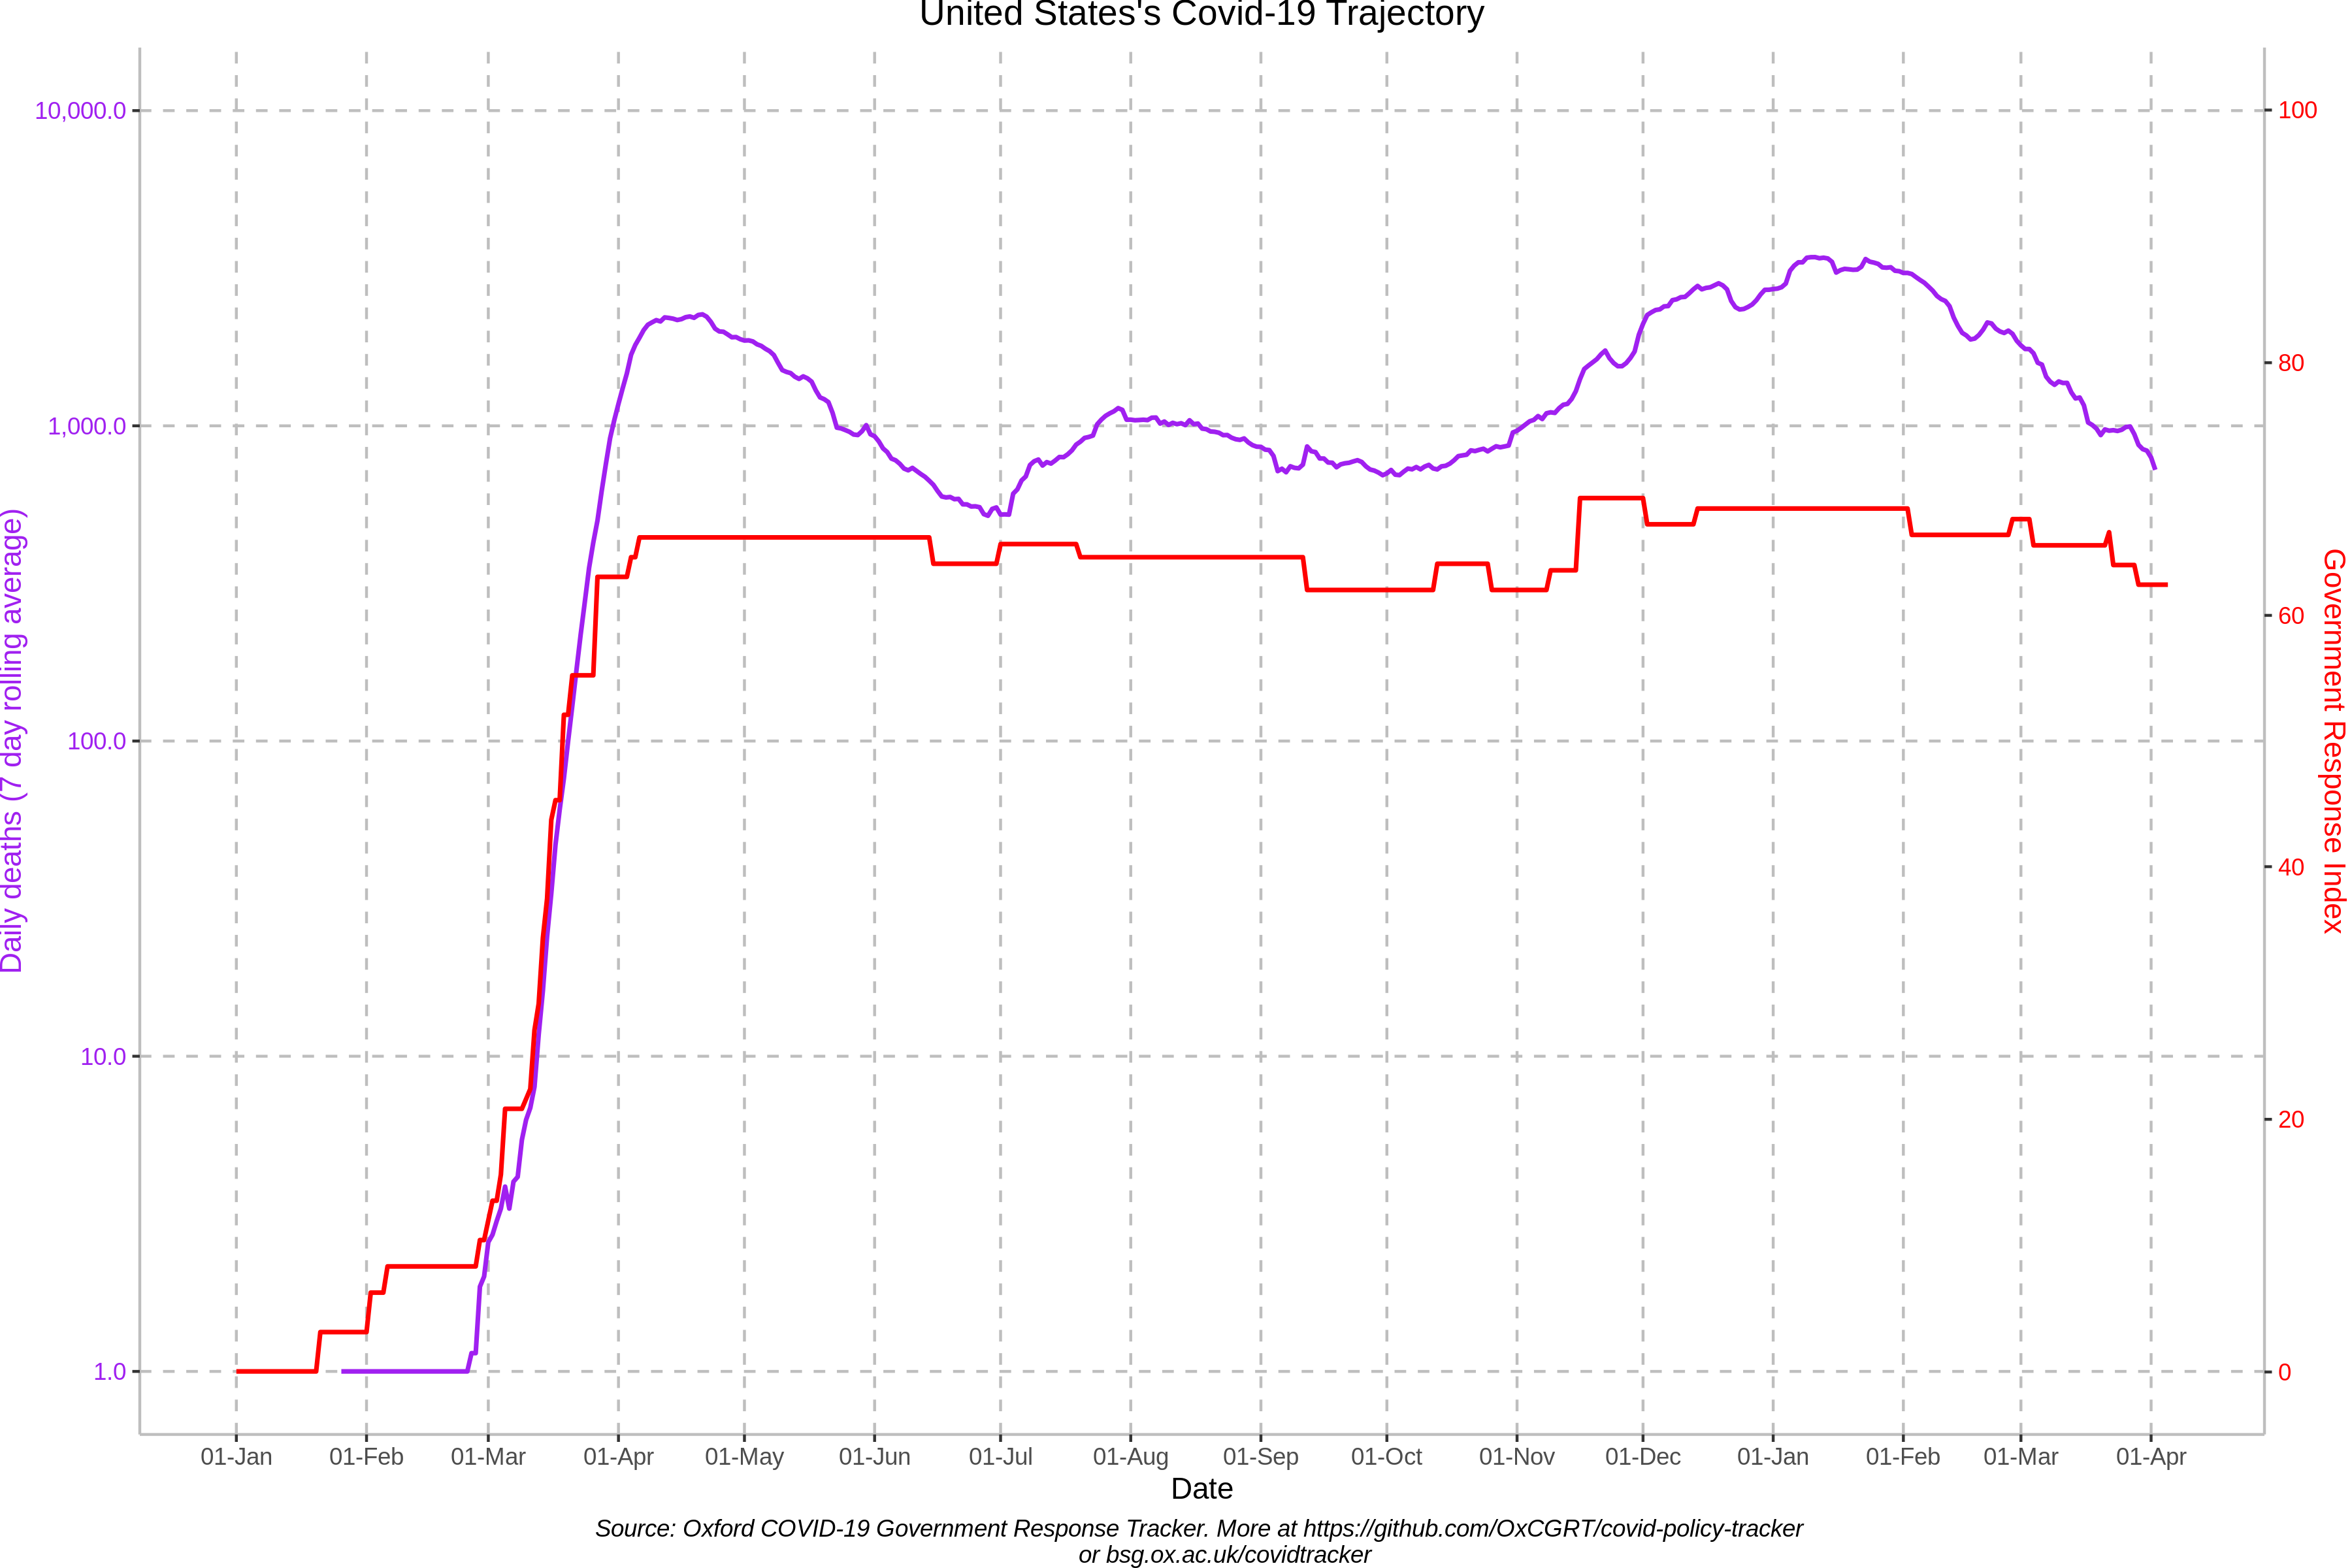 United States's Covid-19 Trajectory
Daily deaths (7 day rolling average)
10,000.0
1,000.0
100.0
10.0
1.0
100
80
60
40
20
0
Government Response Index
01-Jan
01-Feb
01-Mar
01-Apr
01-May
01-Jun
01-Jul
01-Aug
01-Sep
01-Oct
01-Nov
01-Dec
01-Jan
01-Feb
01-Mar
01-Apr
Date
Source: Oxford COVID-19 Government Response Tracker. More at https://github.com/OxCGRT/covid-policy-tracker
or bsg.ox.ac.uk/covidtracker